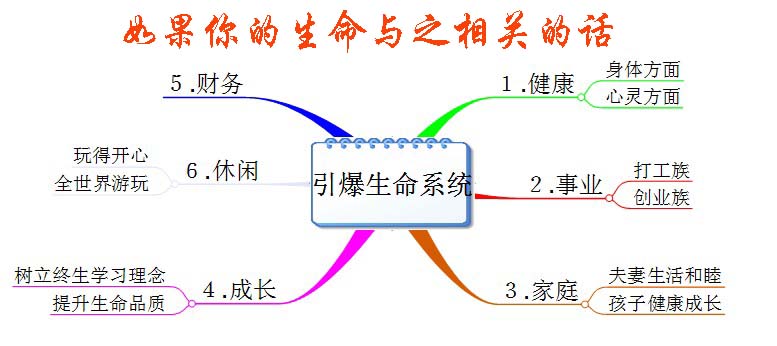 如果你的生命与之相关的话
引爆生命系统
1.健康
身体方面
心灵方面
2.事业
打工族
创业族
3.家庭
夫妻生活和睦
孩子健康成长
4.成长
树立终生学习理念
提升生命品质
5.财务
6.休闲
玩得开心
全世界游玩